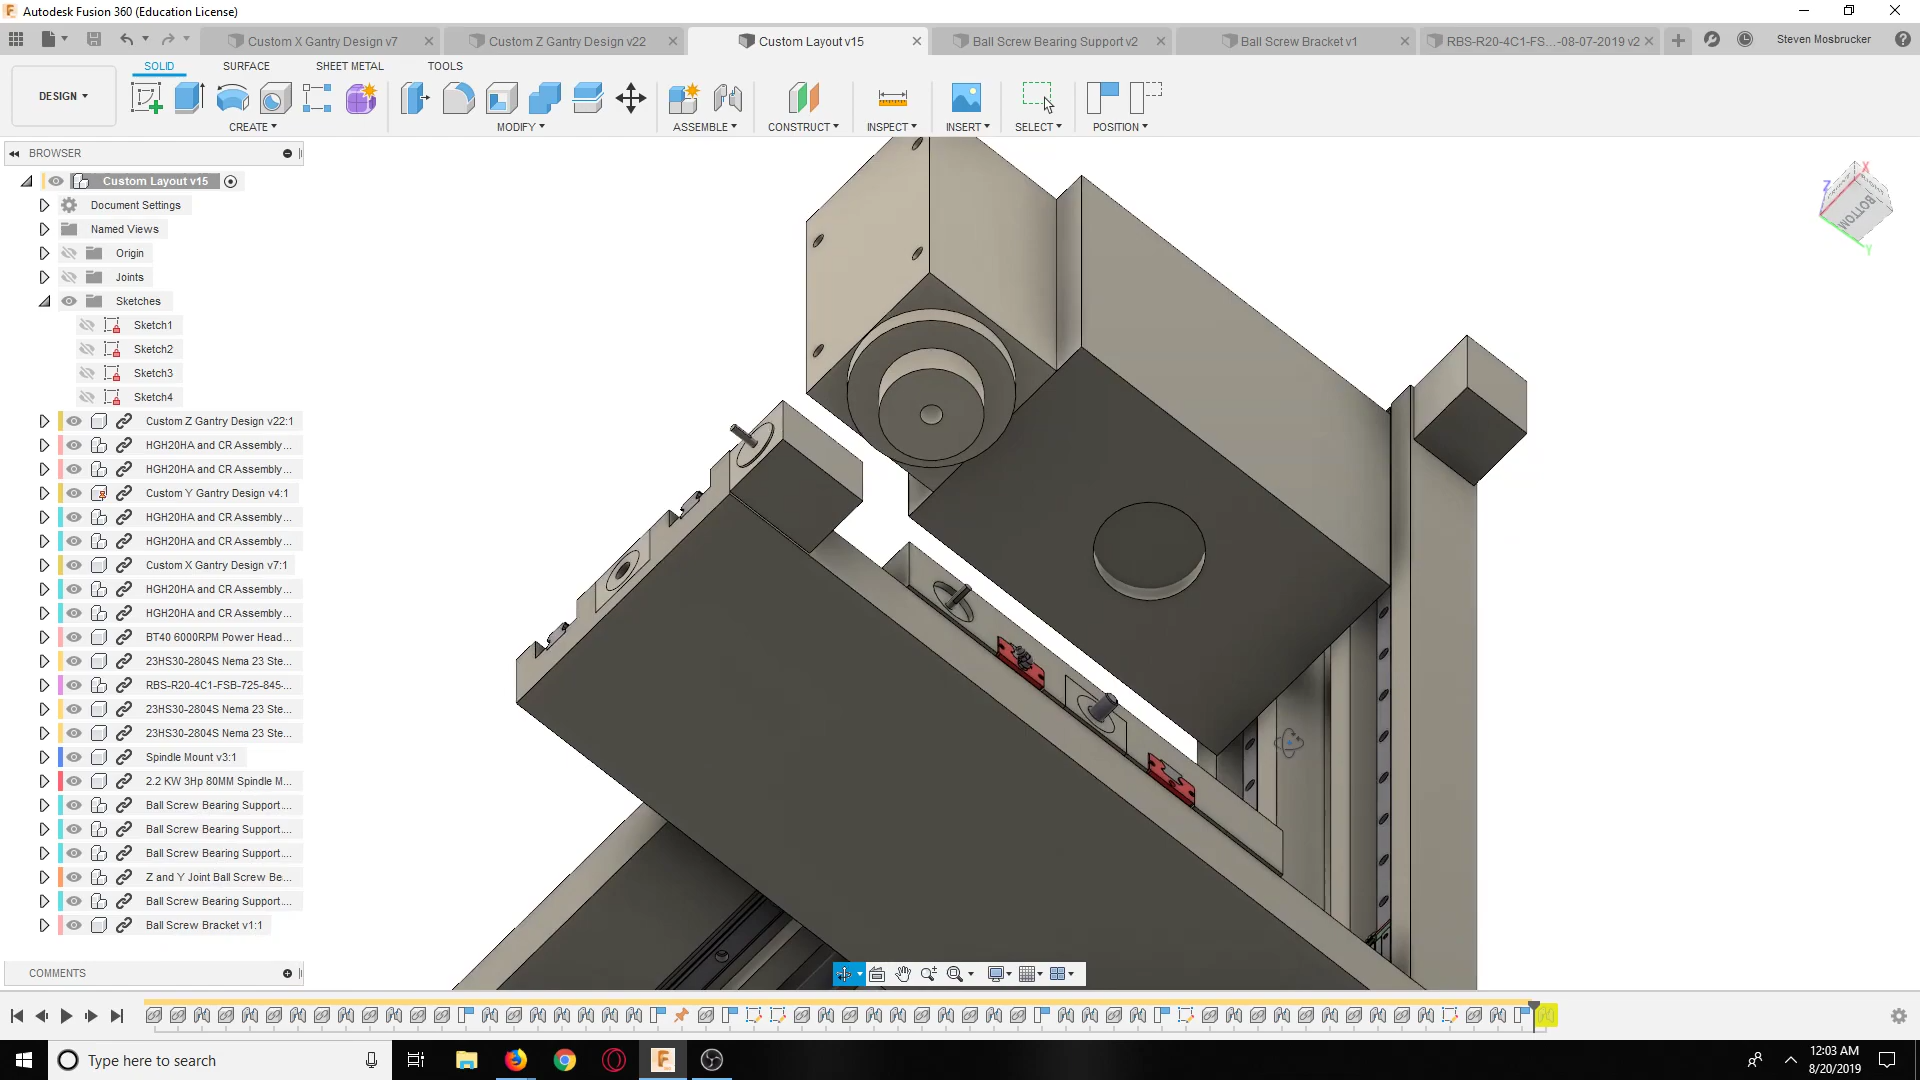 Autodesk Fusion 360 (Education License)
Custom X Gantry Design v7
Custom Z Gantry Design v22
Custom Layout v15
Ball Screw Bearing Support v2
Ball Screw Bracket v1
RBS-R20-4C1-FS...-08-07-2019 v2
Steven Mosbrucker
SOLID
SURFACE
SHEET METAL
TOOLS
DESIGN
CREATE
MODIFY
ASSEMBLE
CONSTRUCT
INSPECT
INSERT
SELECT
POSITION
BROWSER
Custom Layout v15
Document Settings
Named Views
Origin
Joints
Sketches
Sketch1
Sketch2
Sketch3
Sketch4
Custom Z Gantry Design v22:1
HGH20HA and CR Assembly...
HGH20HA and CR Assembly...
Custom Y Gantry Design v4:1
HGH20HA and CR Assembly...
HGH20HA and CR Assembly...
Custom X Gantry Design v7:1
HGH20HA and CR Assembly...
HGH20HA and CR Assembly...
BT40 6000RPM Power Head...
23HS30-2804S Nema 23 Ste...
RBS-R20-4C1-FSB-725-845-...
23HS30-2804S Nema 23 Ste...
23HS30-2804S Nema 23 Ste...
Spindle Mount v3:1
2.2 KW 3Hp 80MM Spindle M...
Ball Screw Bearing Support...
Ball Screw Bearing Support...
Ball Screw Bearing Support...
Z and Y Joint Ball Screw Be...
Ball Screw Bearing Support...
Ball Screw Bracket v1:1
X
Z
BOTTOM
Y
COMMENTS
Type here to search
12:03 AM
8/20/2019